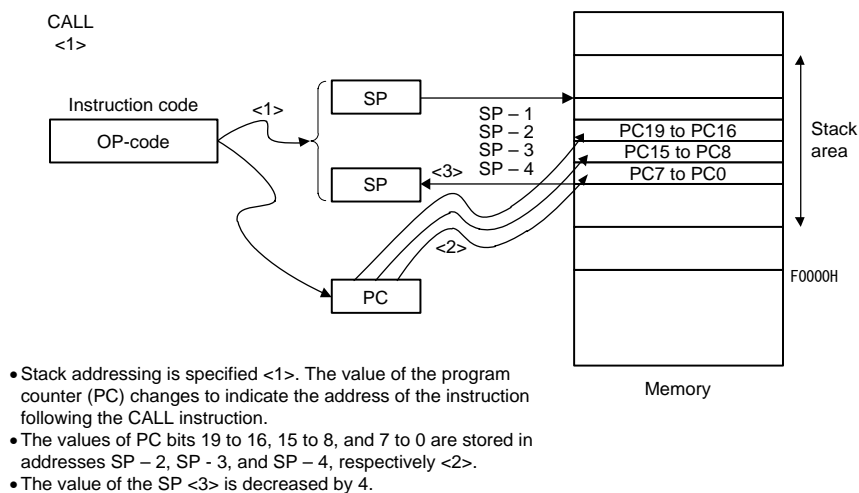 CALL
<1>
Instruction code
OP-code
<1>
SP
SP
<3>
SP – 1
SP – 2
SP – 3
SP – 4
PC19 to PC16
PC15 to PC8
PC7 to PC0
Stack
area
<2>
PC
F0000H
Memory
• Stack addressing is specified <1>. The value of the program
counter (PC) changes to indicate the address of the instruction
following the CALL instruction.
• The values of PC bits 19 to 16, 15 to 8, and 7 to 0 are stored in
addresses SP – 2, SP - 3, and SP – 4, respectively <2>.
• The value of the SP <3> is decreased by 4.